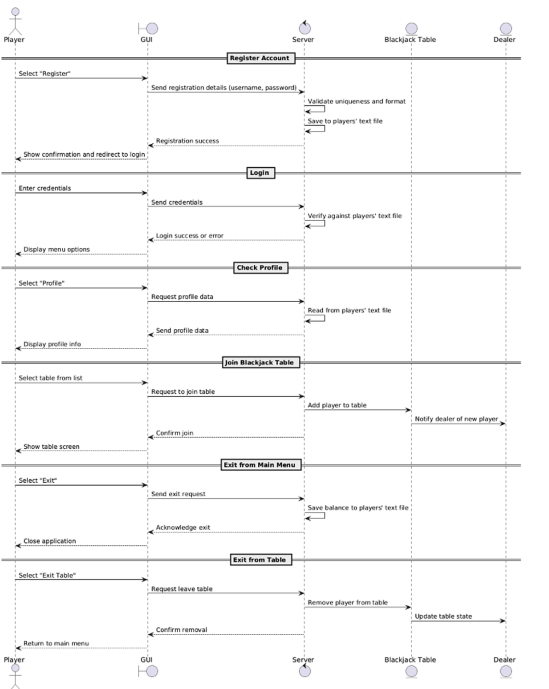 Player GUI Server Blackjack Table Dealer
Register Account
Select "Register"
Send registration details (username, password)
Validate uniqueness and format
Save to players' text file
Registration success
Show confirmation and redirect to login
Login
Enter credentials
Send credentials
Verify against players' text file
Login success or error
Display menu options
Check Profile
Select "Profile"
Request profile data
Read from players' text file
Send profile data
Display profile info
Join Blackjack Table
Select table from list
Request to join table
Add player to table
Notify dealer of new player
Confirm join
Show table screen
Exit from Main Menu
Select "Exit"
Send exit request
Save balance to players' text file
Acknowledge exit
Close application
Exit from Table
Select "Exit Table"
Request leave table
Remove player from table
Update table state
Confirm removal
Return to main menu
Player GUI Server Blackjack Table Dealer